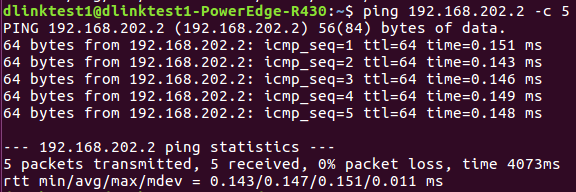 dlinktest1@dlinktest1-PowerEdge-R430:~$ ping 192.168.202.2 -c 5
PING 192.168.202.2 (192.168.202.2) 56(84) bytes of data.
64 bytes from 192.168.202.2: icmp_seq=1 ttl=64 time=0.151 ms
64 bytes from 192.168.202.2: icmp_seq=2 ttl=64 time=0.143 ms
64 bytes from 192.168.202.2: icmp_seq=3 ttl=64 time=0.146 ms
64 bytes from 192.168.202.2: icmp_seq=4 ttl=64 time=0.149 ms
64 bytes from 192.168.202.2: icmp_seq=5 ttl=64 time=0.148 ms

--- 192.168.202.2 ping statistics ---
5 packets transmitted, 5 received, 0% packet loss, time 4073ms
rtt min/avg/max/mdev = 0.143/0.147/0.151/0.011 ms